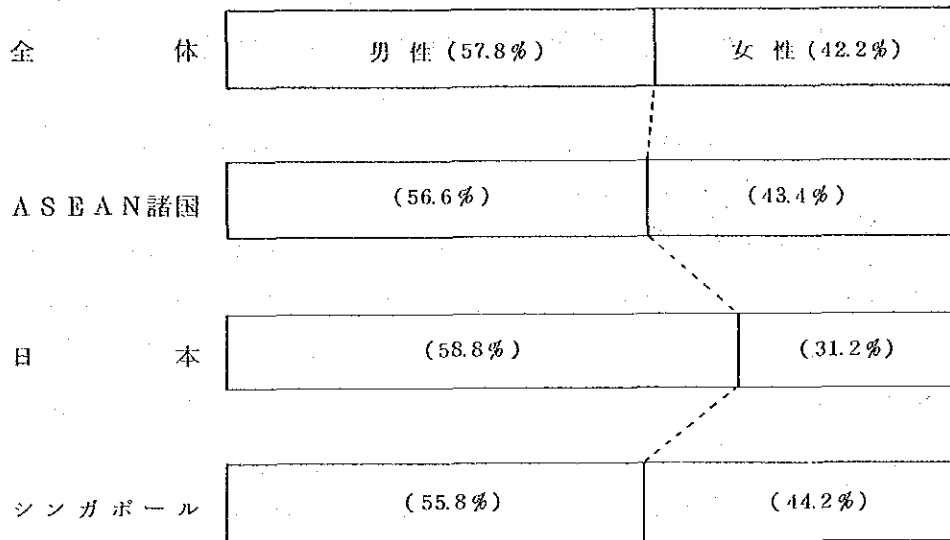 全 体 男 性 (57.8%) 女 性 (42.2%)
ASEAN諸国 (56.6%) (43.4%)
日 本 (58.8%) (31.2%)
シンガポール (55.8%) (44.2%)